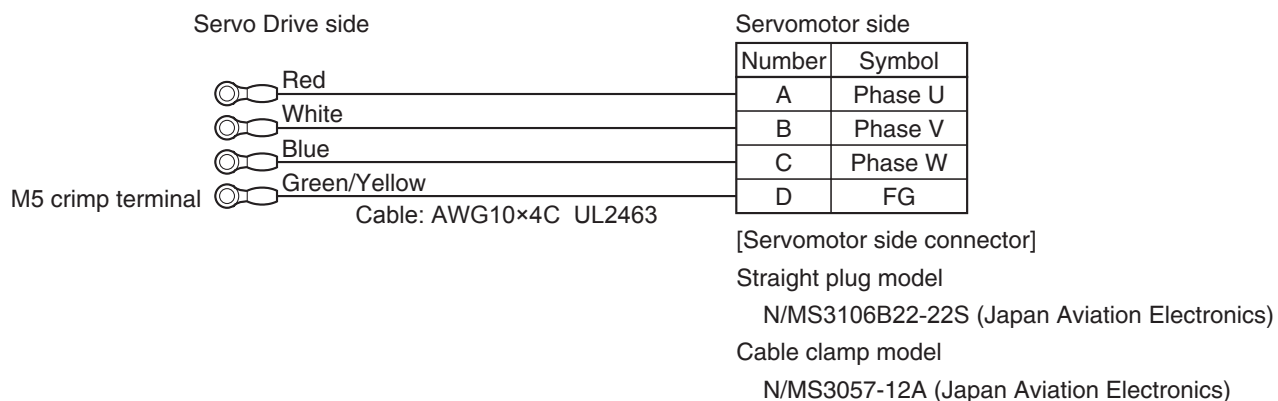 Servo Drive side
Servomotor side
Number Symbol
Red
A Phase U
White
B Phase V
Blue
C Phase W
M5 crimp terminal
Green/Yellow
D FG
Cable: AWG10×4C UL2463
[Servomotor side connector]
Straight plug model
N/MS3106B22-22S (Japan Aviation Electronics)
Cable clamp model
N/MS3057-12A (Japan Aviation Electronics)